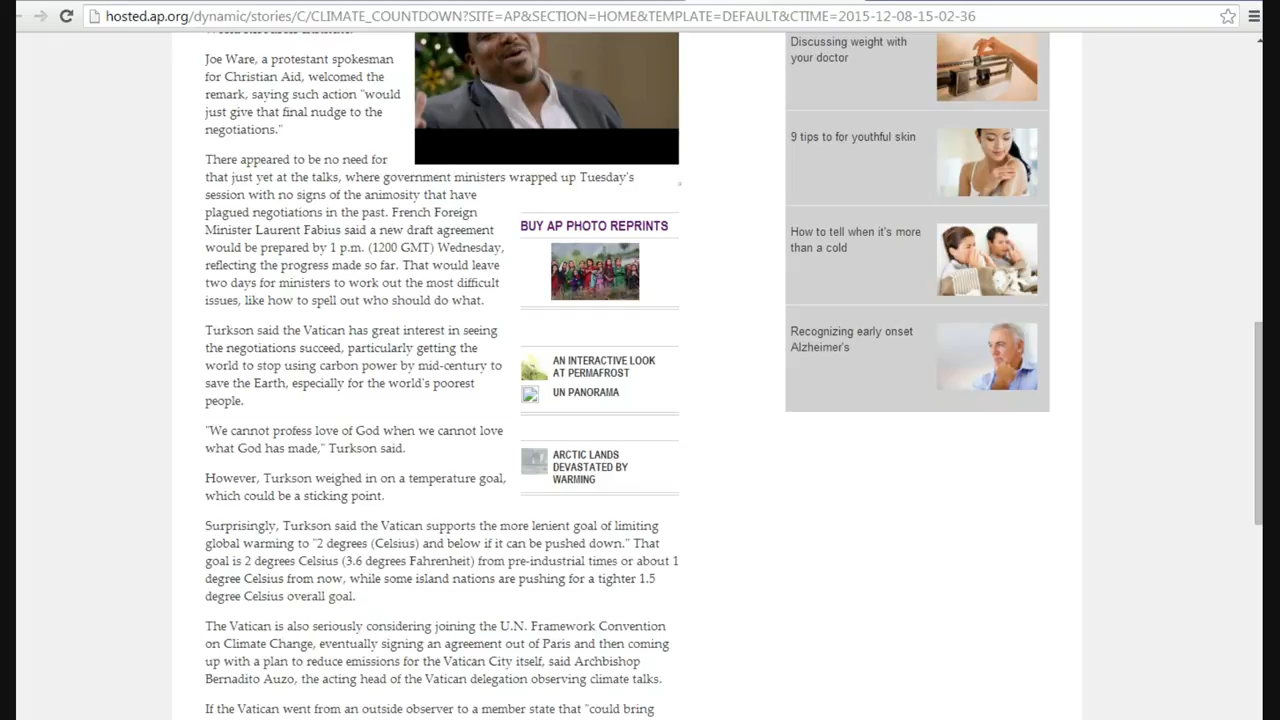 hosted.ap.org/dynamic/stories/C/CLIMATE_COUNTDOWN?SITE=AP&SECTION=HOME&TEMPLATE=DEFAULT&CTIME=2015-12-08-15-02-36
Joe Ware, a protestant spokesman
for Christian Aid, welcomed the
remark, saying such action "would
just give that final nudge to the
negotiations."
There appeared to be no need for
that just yet at the talks, where government ministers wrapped up Tuesday's
session with no signs of the animosity that have
plagued negotiations in the past. French Foreign
Minister Laurent Fabius said a new draft agreement
would be prepared by 1 p.m. (1200 GMT) Wednesday,
reflecting the progress made so far. That would leave
two days for ministers to work out the most difficult
issues, like how to spell out who should do what.
Turkson said the Vatican has great interest in seeing
the negotiations succeed, particularly getting the
world to stop using carbon power by mid-century to
save the Earth, especially for the world's poorest
people.
"We cannot profess love of God when we cannot love
what God has made," Turkson said.
However, Turkson weighed in on a temperature goal,
which could be a sticking point.
Surprisingly, Turkson said the Vatican supports the more lenient goal of limiting
global warming to "2 degrees (Celsius) and below if it can be pushed down." That
goal is 2 degrees Celsius (3.6 degrees Fahrenheit) from pre-industrial times or about 1
degree Celsius from now, while some island nations are pushing for a tighter 1.5
degree Celsius overall goal.
The Vatican is also seriously considering joining the U.N. Framework Convention
on Climate Change, eventually signing an agreement out of Paris and then coming
up with a plan to reduce emissions for the Vatican City itself, said Archbishop
Bernadito Auzo, the acting head of the Vatican delegation observing climate talks.
If the Vatican went from an outside observer to a member state that "could bring
BUY AP PHOTO REPRINTS
AN INTERACTIVE LOOK
AT PERMAFROST
UN PANORAMA
ARCTIC LANDS
DEVASTATED BY
WARMING
Discussing weight with
your doctor
9 tips to for youthful skin
How to tell when it's more
than a cold
Recognizing early onset
Alzheimer's